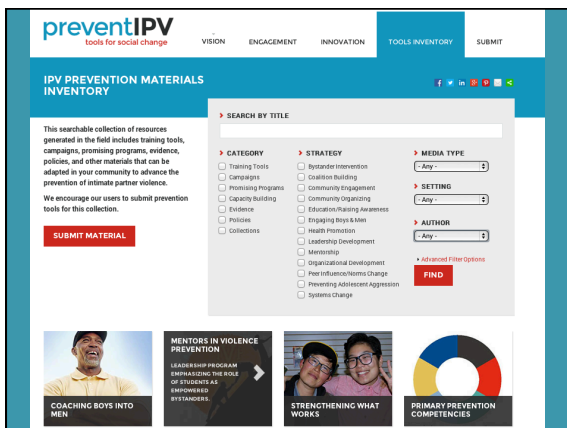 preventIPV
tools for social change
VISION
ENGAGEMENT
INNOVATION
TOOLS INVENTORY
SUBMIT
IPV PREVENTION MATERIALS
INVENTORY
This searchable collection of resources
generated in the field includes training tools,
campaigns, promising programs, evidence,
policies, and other materials that can be
adapted in your community to advance the
prevention of intimate partner violence.
We encourage our users to submit prevention
tools for this collection.
SUBMIT MATERIAL
SEARCH BY TITLE
CATEGORY
Training Tools
Campaigns
Promising Programs
Capacity Building
Evidence
Policies
Collections
STRATEGY
Bystander Intervention
Coalition Building
Community Engagement
Community Organizing
Education/Raising Awareness
Engaging Boys & Men
Health Promotion
Leadership Development
Mentorship
Organizational Development
Peer Influence/Norms Change
Preventing Adolescent Aggression
Systems Change
MEDIA TYPE
- Any -
SETTING
- Any -
AUTHOR
- Any -
Advanced Filter Options
FIND
COACHING BOYS INTO
MEN
MENTORS IN VIOLENCE
PREVENTION
LEADERSHIP PROGRAM
EMPHASIZING THE ROLE
OF STUDENTS AS
EMPOWERED
BYSTANDERS.
STRENGTHENING WHAT
WORKS
PRIMARY PREVENTION
COMPETENCIES